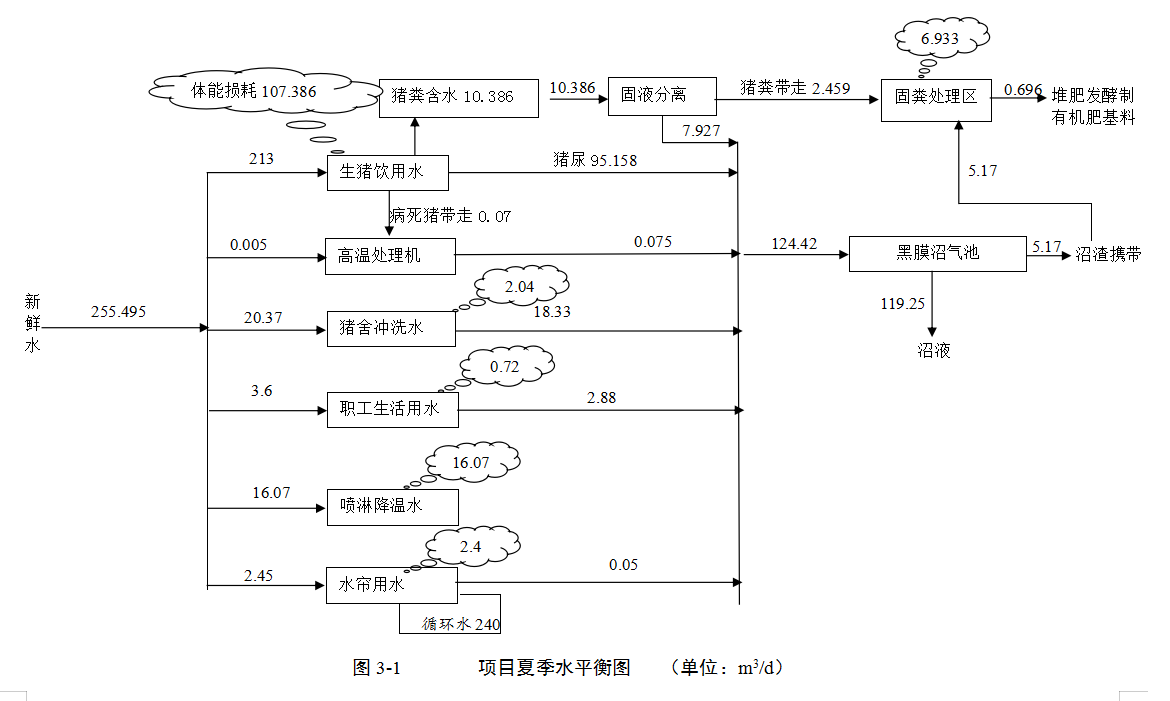 6.933
体能损耗 107.386
猪粪含水 10.386
10.386
固液分离
猪粪带走 2.459
固粪处理区
0.696
堆肥发酵制
有机肥基料
7.927
213
生猪饮用水
猪尿 95.158
5.17
病死猪带走 0.07
0.005
高温处理机
0.075
124.42
黑膜沼气池
5.17
沼渣携带
新
鲜
水
255.495
20.37
猪舍冲洗水
2.04
18.33
119.25
沼液
3.6
职工生活用水
0.72
2.88
16.07
喷淋降温水
16.07
2.45
水帘用水
2.4
0.05
循环水 240
图 3-1 项目夏季水平衡图 （单位：m³/d）